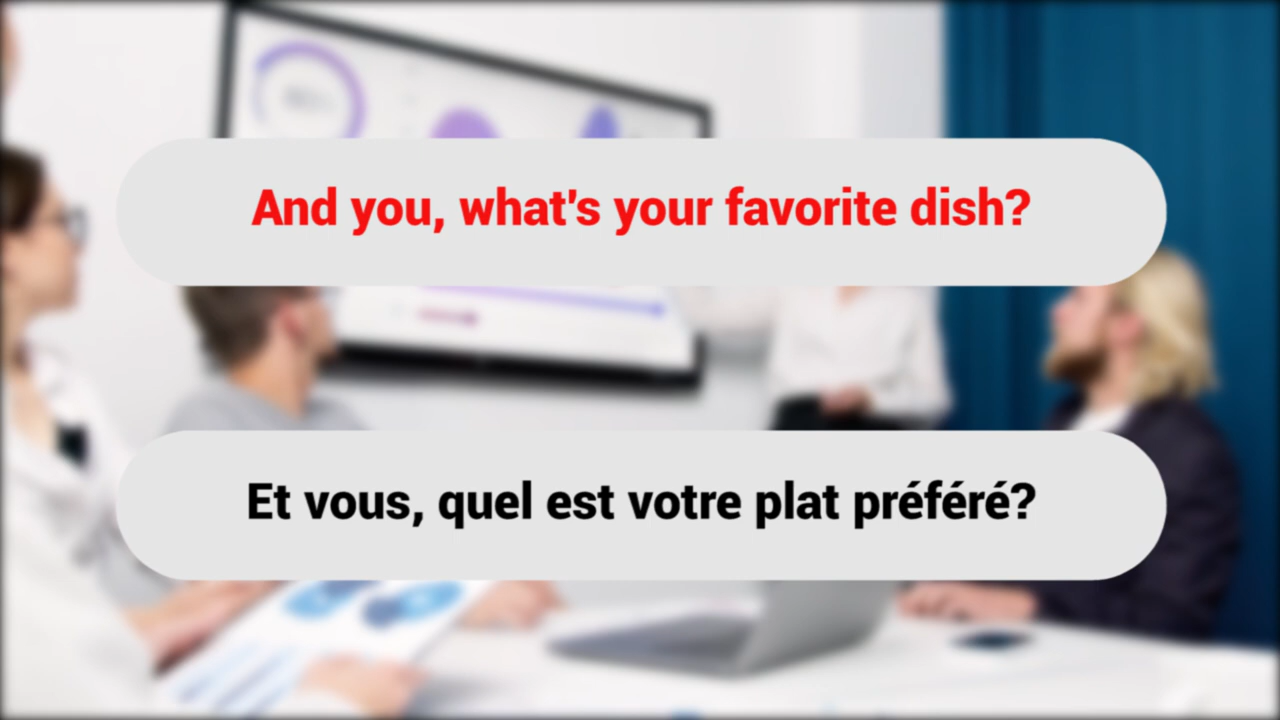 And you, what's your favorite dish?
Et vous, quel est votre plat préféré?